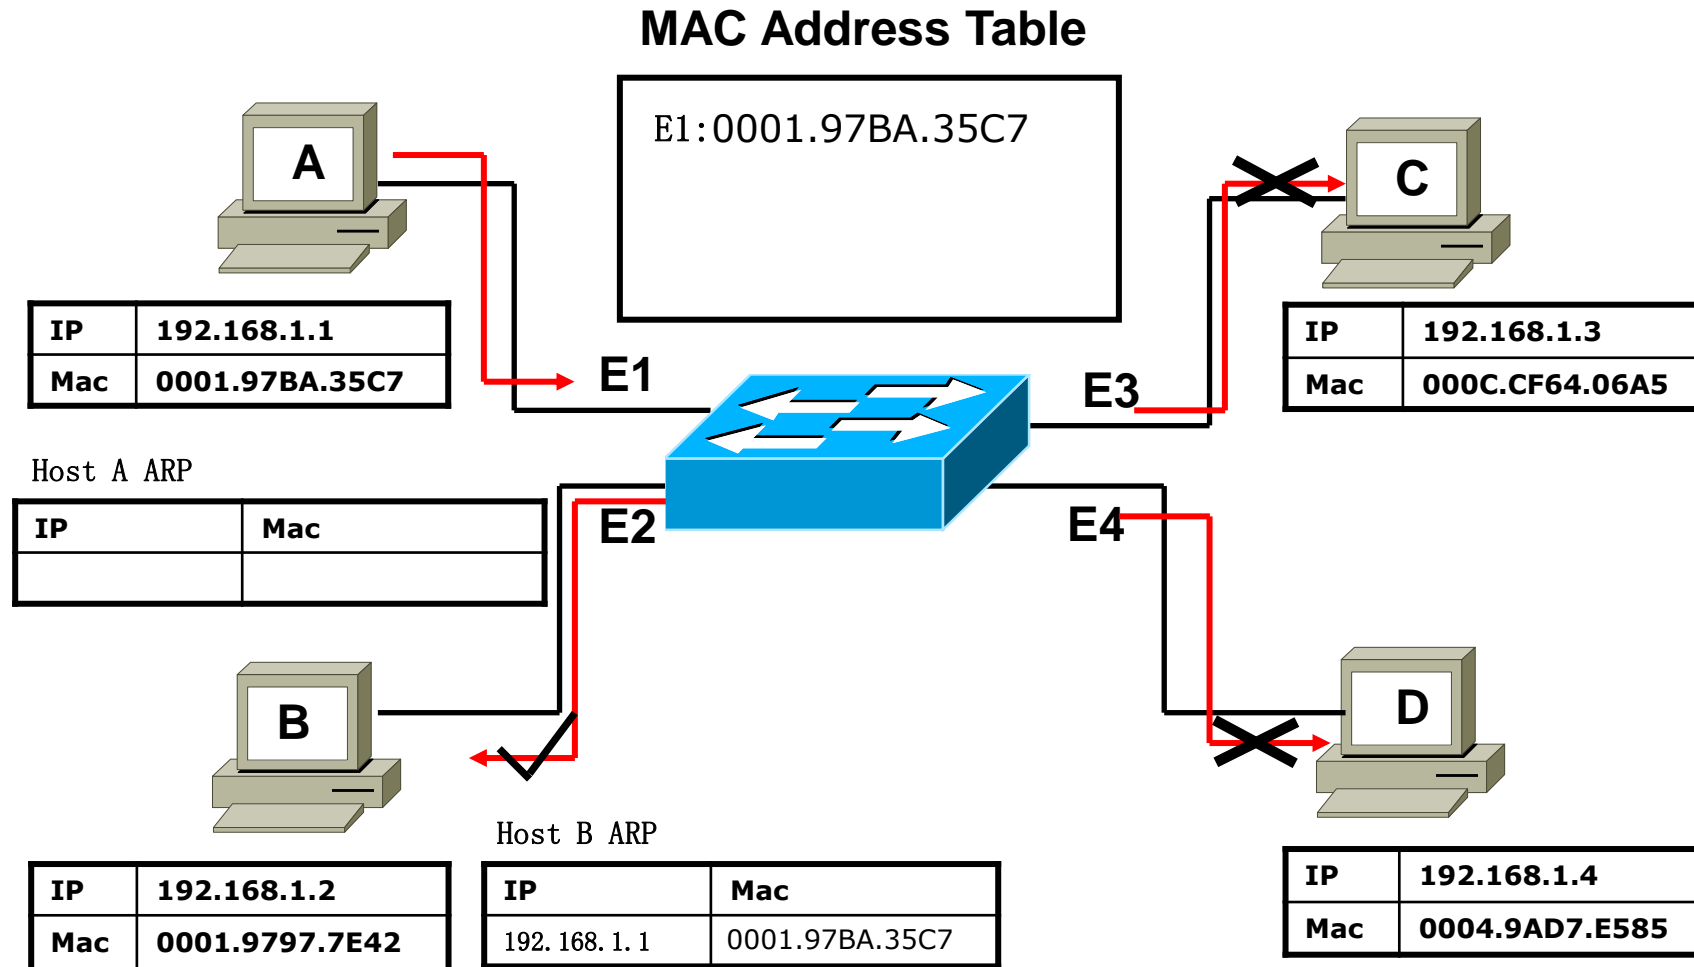 MAC Address Table
E1:0001.97BA.35C7
A
C
IP 192.168.1.1
Mac 0001.97BA.35C7
IP 192.168.1.3
Mac 000C.CF64.06A5
E1
E3
Host A ARP
IP Mac
E2
E4
B
D
Host B ARP
IP 192.168.1.2
Mac 0001.9797.7E42
IP Mac
192.168.1.1 0001.97BA.35C7
IP 192.168.1.4
Mac 0004.9AD7.E585